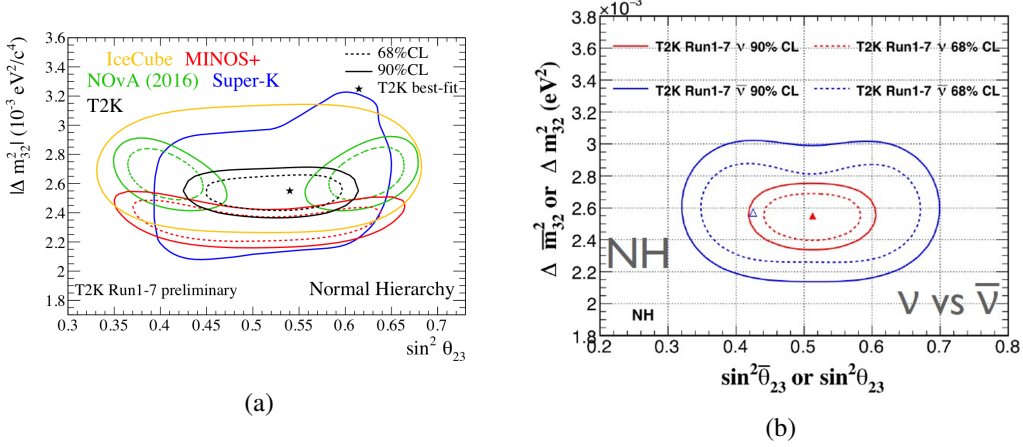 IceCube MINOS+
NOvA (2016) Super-K
T2K
68%CL
90%CL
T2K best-fit
|Δ m²₃₂| (10⁻³ eV²/c⁴)
3.6
3.4
3.2
3
2.8
2.6
2.4
2.2
2
1.8
T2K Run1-7 preliminary
Normal Hierarchy
0.3 0.35 0.4 0.45 0.5 0.55 0.6 0.65 0.7
sin² θ₂₃
(a)
×10⁻³
T2K Run1-7 ν 90% CL
T2K Run1-7 ν 68% CL
T2K Run1-7 ν̅ 90% CL
T2K Run1-7 ν̅ 68% CL
Δ m̅²₃₂ or Δ m²₃₂ (eV²)
3.8
3.6
3.4
3.2
3
2.8
2.6
2.4
2.2
2
1.8
NH
ν vs ν̅
NH
0.2 0.3 0.4 0.5 0.6 0.7 0.8
sin²θ̅₂₃ or sin²θ₂₃
(b)